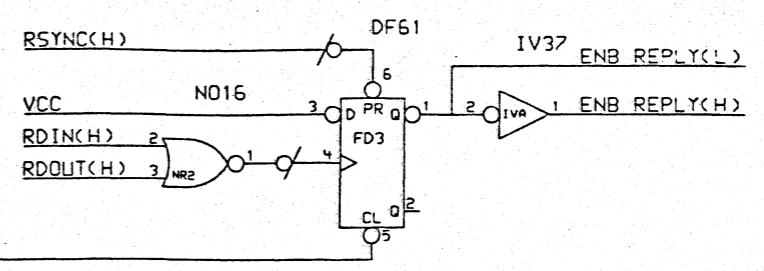 DF61
RSYNC(H)
IV37
ENB REPLY(L)
6
NO16
VCC
3
D
PR
Q
1
2
IVA
1
ENB REPLY(H)
RDIN(H)
2
FD3
RDOUT(H)
3
NR2
1
4
Q
2
CL
5